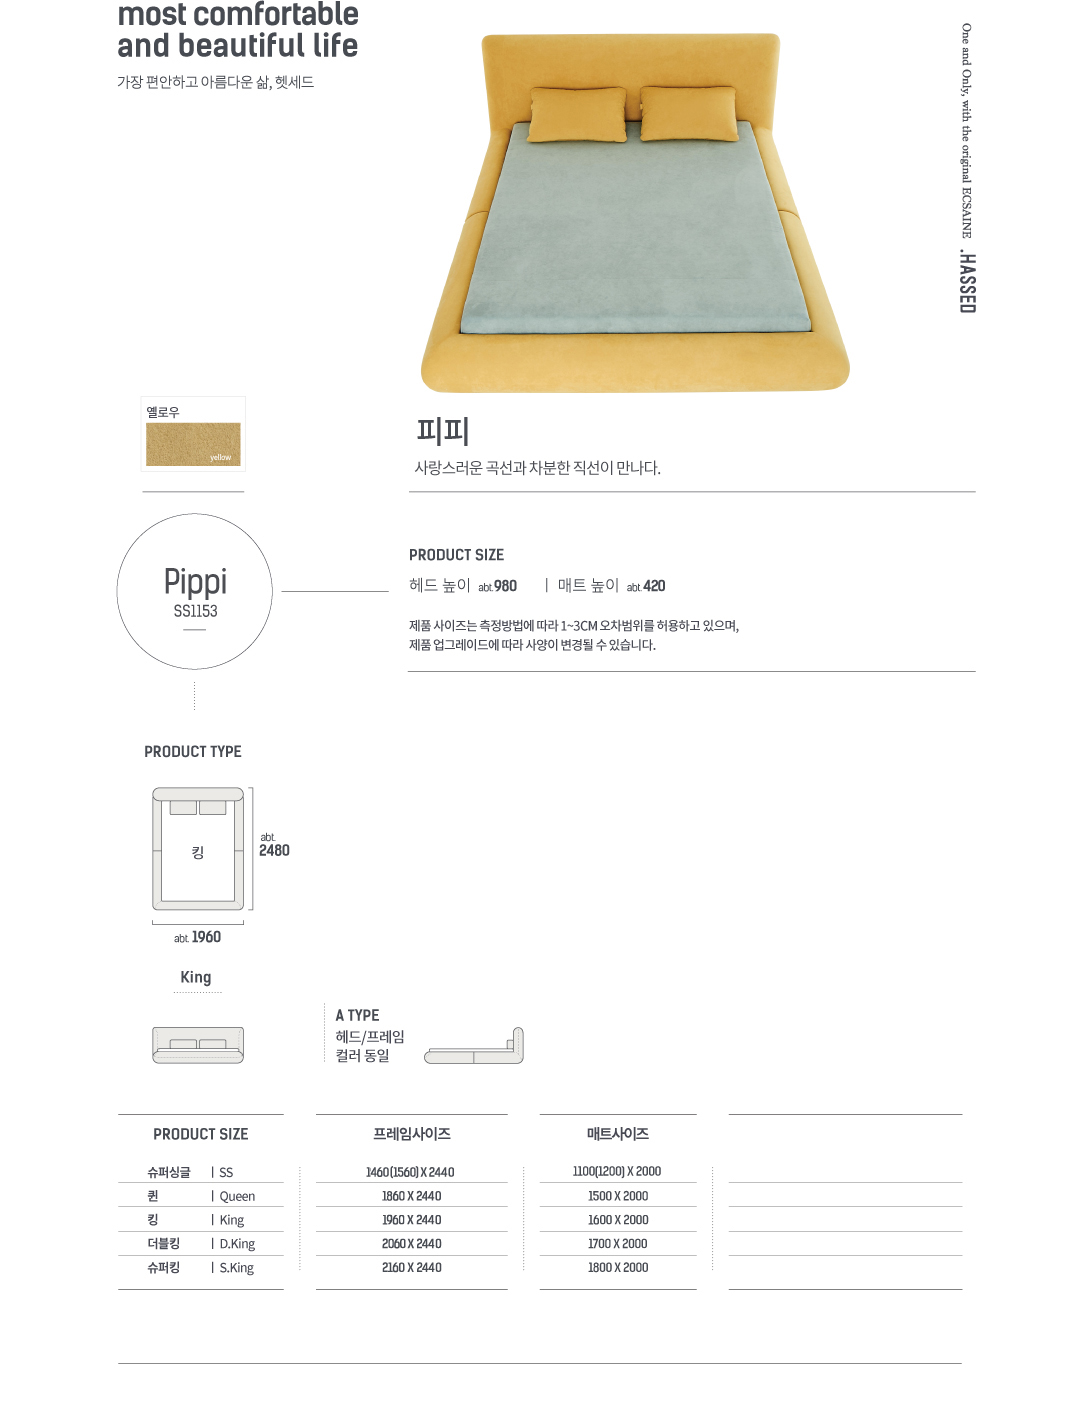 most comfortable
and beautiful life
가장 편안하고 아름다운 삶, 헷세드
One and Only, with the original ECSAINE .HASSED
옐로우
yellow
피피
사랑스러운 곡선과 차분한 직선이 만나다.
Pippi
SS1153
PRODUCT SIZE
헤드 높이 abt.980 | 매트 높이 abt.420
제품 사이즈는 측정방법에 따라 1~3CM 오차범위를 허용하고 있으며,
제품 업그레이드에 따라 사양이 변경될 수 있습니다.
PRODUCT TYPE
킹
abt.
2480
abt. 1960
King
A TYPE
헤드/프레임
컬러 동일
PRODUCT SIZE 프레임사이즈 매트사이즈
슈퍼싱글 | SS 1460(1560) X 2440 1100(1200) X 2000
퀸 | Queen 1860 X 2440 1500 X 2000
킹 | King 1960 X 2440 1600 X 2000
더블킹 | D.King 2060 X 2440 1700 X 2000
슈퍼킹 | S.King 2160 X 2440 1800 X 2000